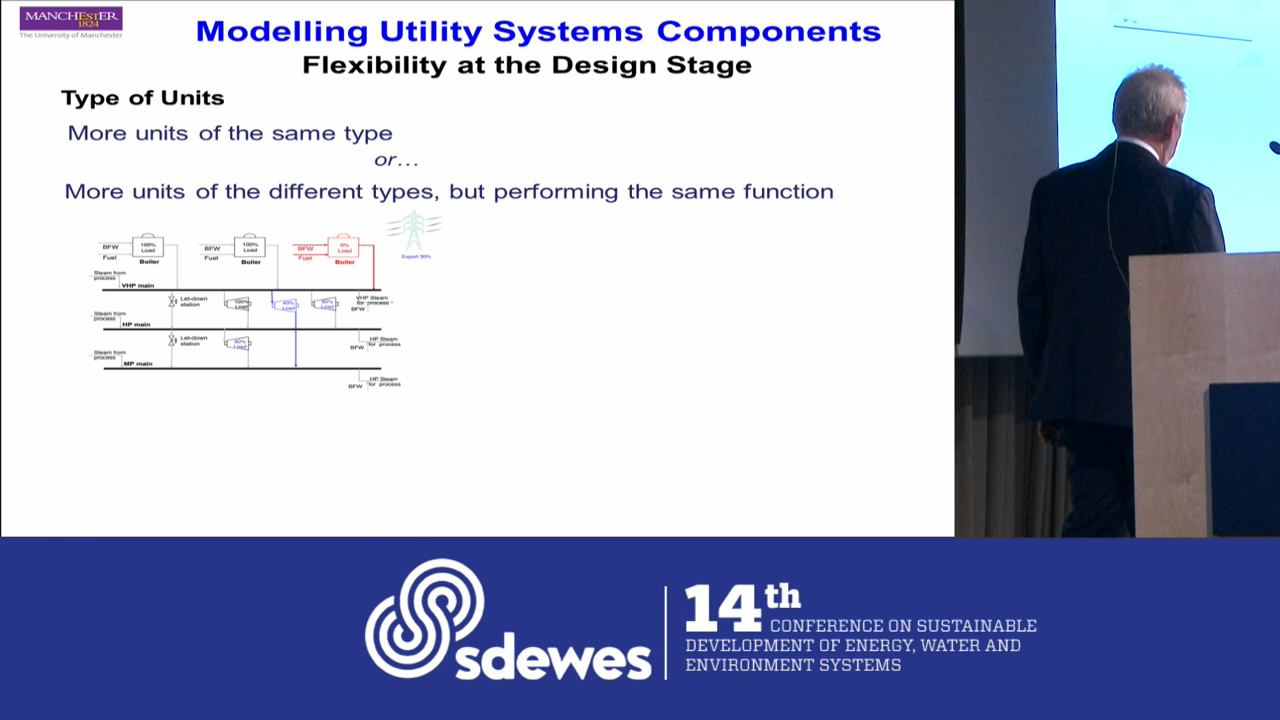 MANCHESTER
1824
The University of Manchester
Modelling Utility Systems Components
Flexibility at the Design Stage
Type of Units
More units of the same type
or…
More units of the different types, but performing the same function
Export 30%
BFW
Fuel
100%
Load
Boiler
BFW
Fuel
100%
Load
Boiler
BFW
Fuel
0%
Load
Boiler
Steam from
process
VHP main
Let-down
station
100%
Load
Load
Load
VHP Steam
for process
BFW
Steam from
process
HP main
Let-down
station
Load
HP Steam
for process
BFW
Steam from
process
MP main
HP Steam
for process
BFW
sdewes
14th
CONFERENCE ON SUSTAINABLE
DEVELOPMENT OF ENERGY, WATER AND
ENVIRONMENT SYSTEMS